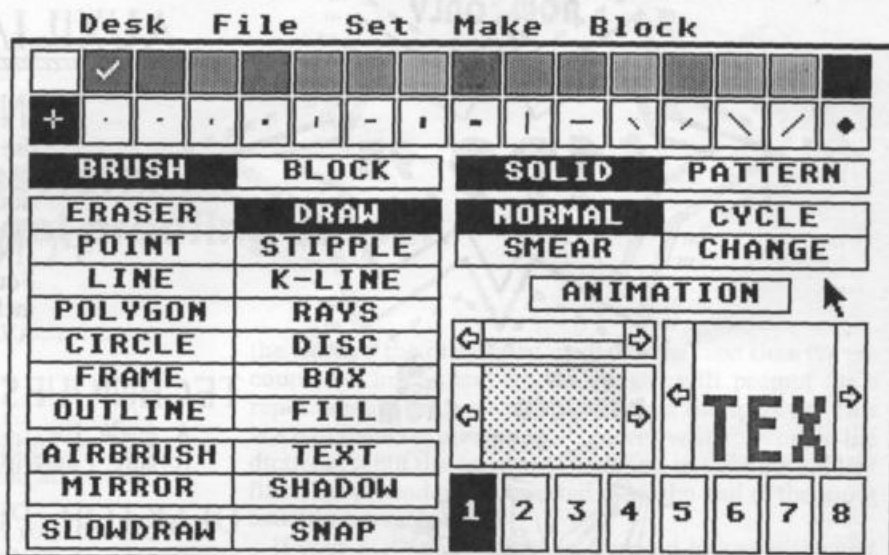 Desk File Set Make Block
BRUSH BLOCK SOLID PATTERN
ERASER DRAW NORMAL CYCLE
POINT STIPPLE SMEAR CHANGE
LINE K-LINE
ANIMATION
POLYGON RAYS
CIRCLE DISC
FRAME BOX
OUTLINE FILL
TEX
AIRBRUSH TEXT
MIRROR SHADOW
1 2 3 4 5 6 7 8
SLOWDRAW SNAP